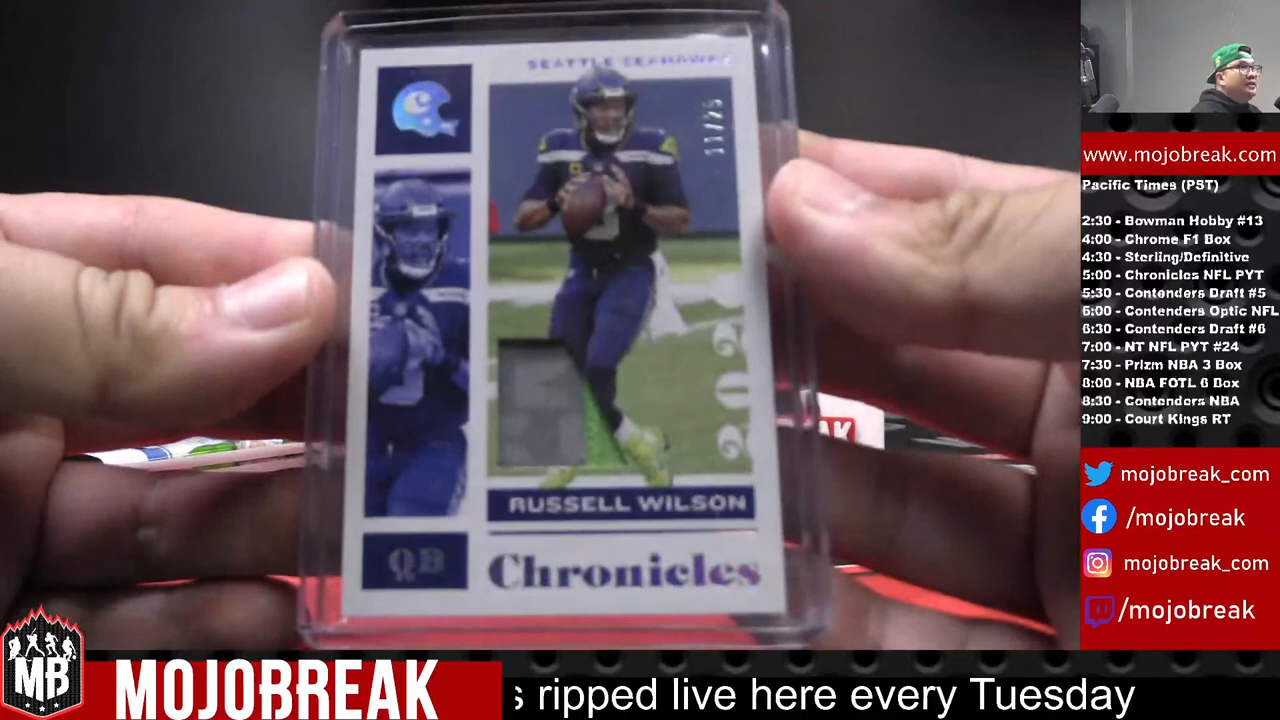 SEATTLE SEAHAWKS
11/25
2020
RUSSELL WILSON
QB
Chronicles
AK
www.mojobreak.com
Pacific Times (PST)
2:30 - Bowman Hobby #13
4:00 - Chrome F1 Box
4:30 - Sterling/Definitive
5:00 - Chronicles NFL PYT
5:30 - Contenders Draft #5
6:00 - Contenders Optic NFL
6:30 - Contenders Draft #6
7:00 - NT NFL PYT #24
7:30 - Prizm NBA 3 Box
8:00 - NBA FOTL 6 Box
8:30 - Contenders NBA
9:00 - Court Kings RT
mojobreak_com
/mojobreak
mojobreak_com
/mojobreak
MB
MOJOBREAK
s ripped live here every Tuesday